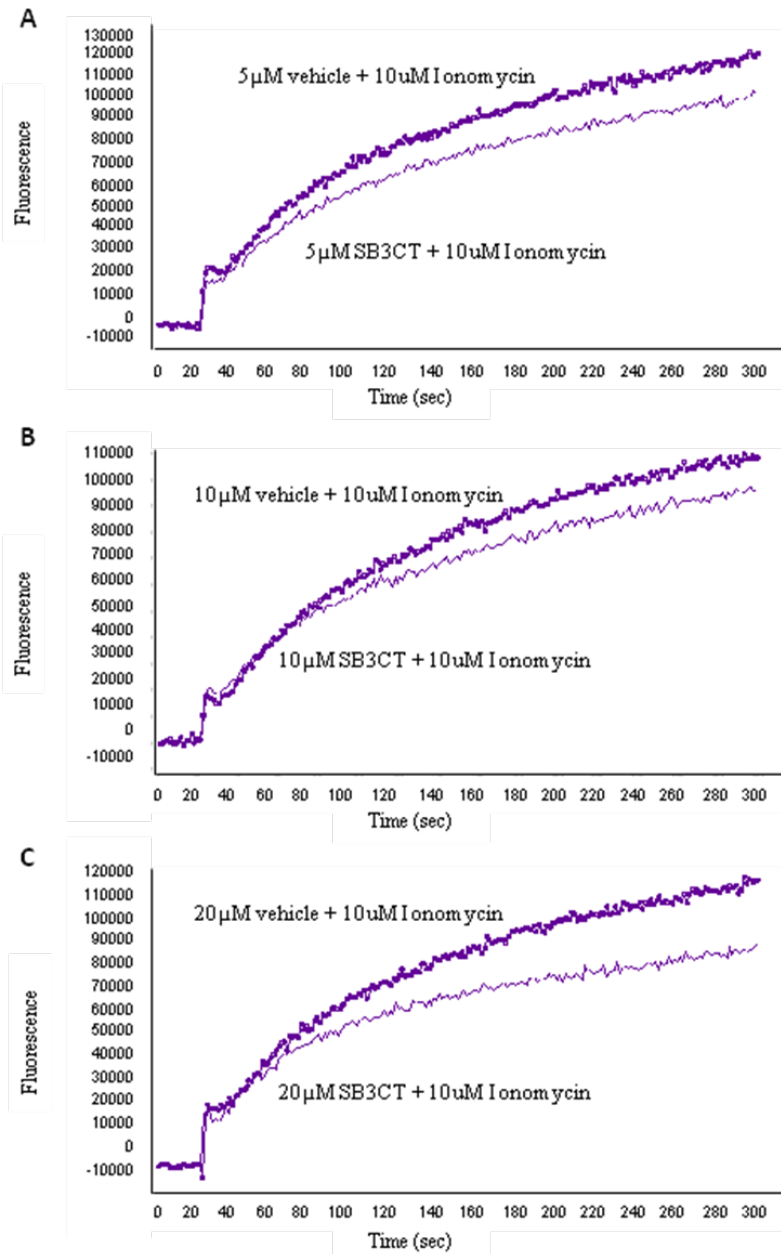 A
Fluorescence
130000
120000
110000
100000
90000
80000
70000
60000
50000
40000
30000
20000
10000
0
-10000
5µM vehicle + 10uM Ionomycin
5µM SB3CT + 10uM Ionomycin
0 20 40 60 80 100 120 140 160 180 200 220 240 260 280 300
Time (sec)
B
Fluorescence
110000
100000
90000
80000
70000
60000
50000
40000
30000
20000
10000
0
-10000
10µM vehicle + 10uM Ionomycin
10µM SB3CT + 10uM Ionomycin
0 20 40 60 80 100 120 140 160 180 200 220 240 260 280 300
Time (sec)
C
Fluorescence
120000
110000
100000
90000
80000
70000
60000
50000
40000
30000
20000
10000
0
-10000
20µM vehicle + 10uM Ionomycin
20µM SB3CT + 10uM Ionomycin
0 20 40 60 80 100 120 140 160 180 200 220 240 260 280 300
Time (sec)